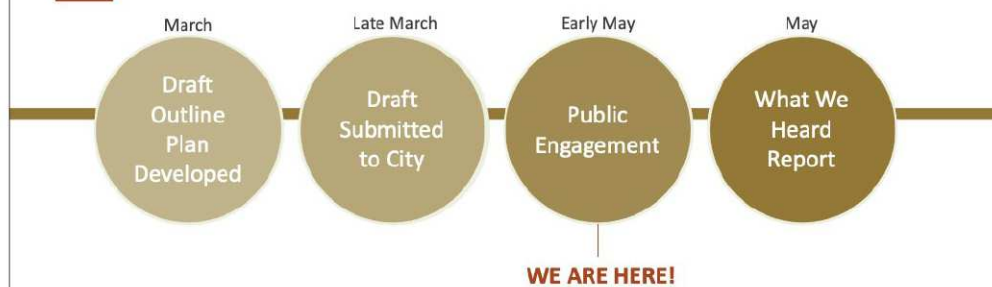 March
Late March
Early May
May
Draft
Outline
Plan
Developed
Draft
Submitted
to City
Public
Engagement
What We
Heard
Report
WE ARE HERE!